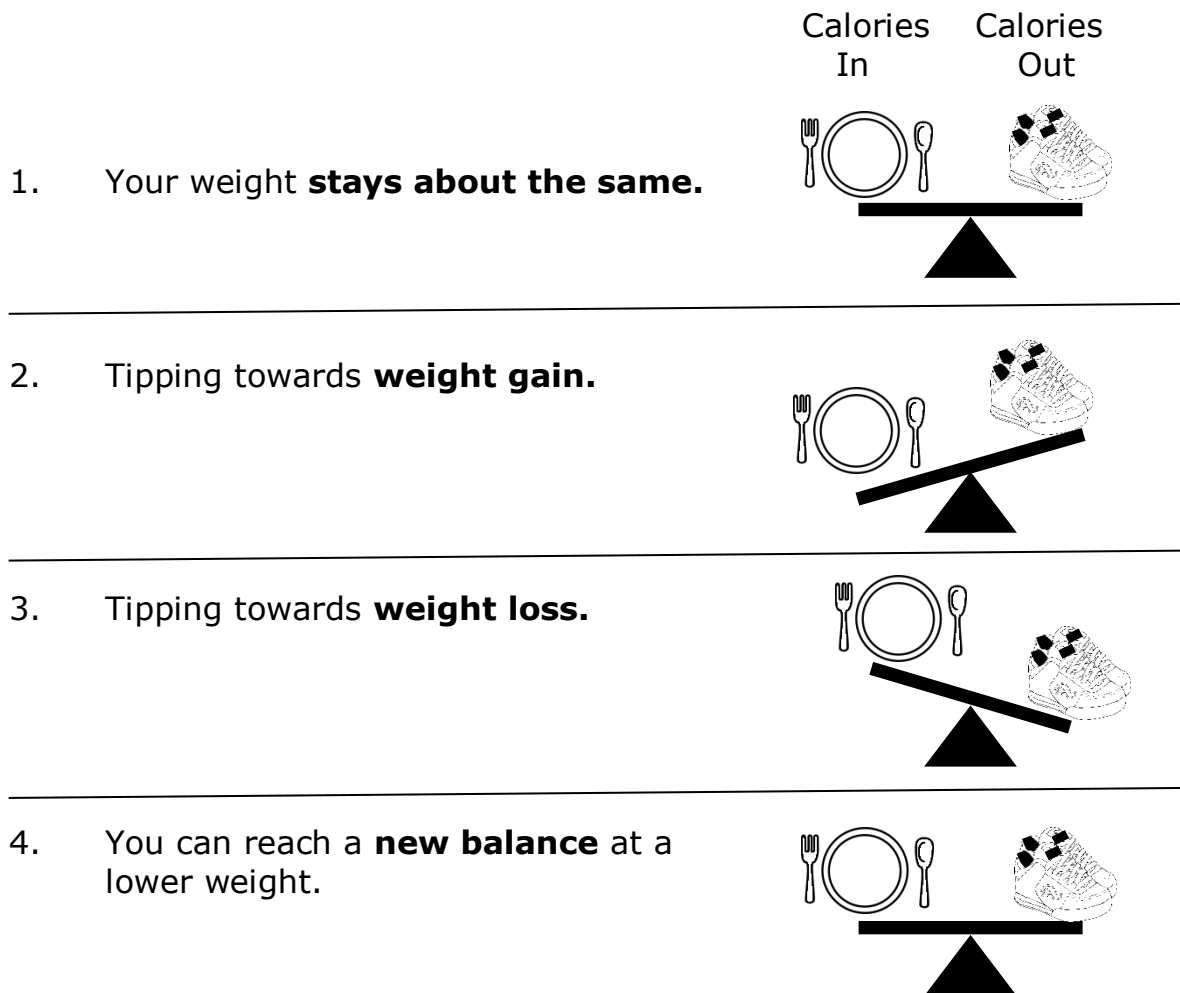 Calories In
Calories Out
1. Your weight stays about the same.
2. Tipping towards weight gain.
3. Tipping towards weight loss.
4. You can reach a new balance at a
lower weight.